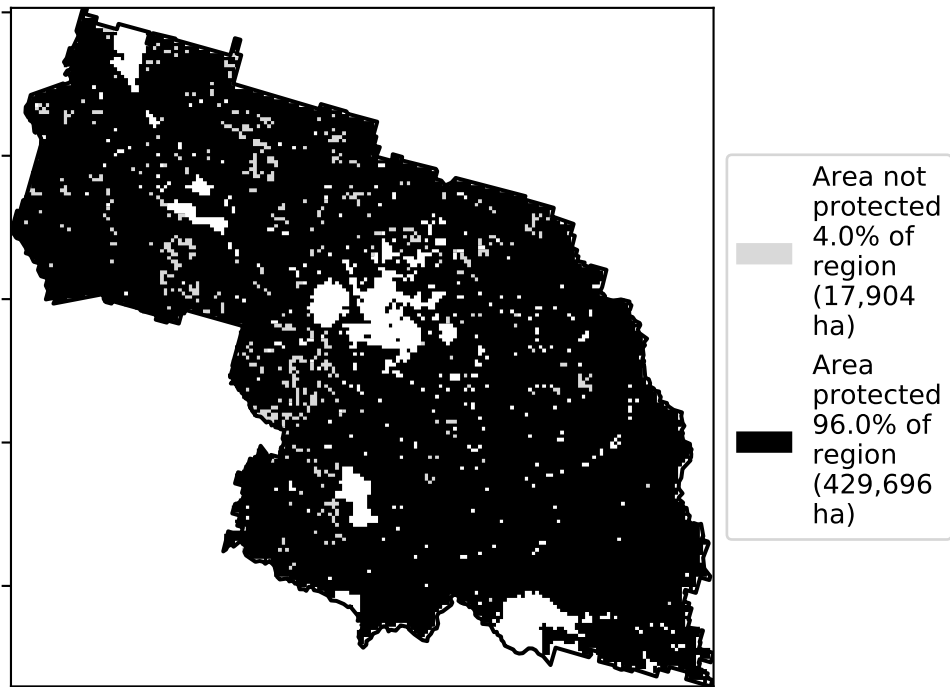 Area not
protected
4.0% of
region
(17,904
ha)
Area
protected
96.0% of
region
(429,696
ha)